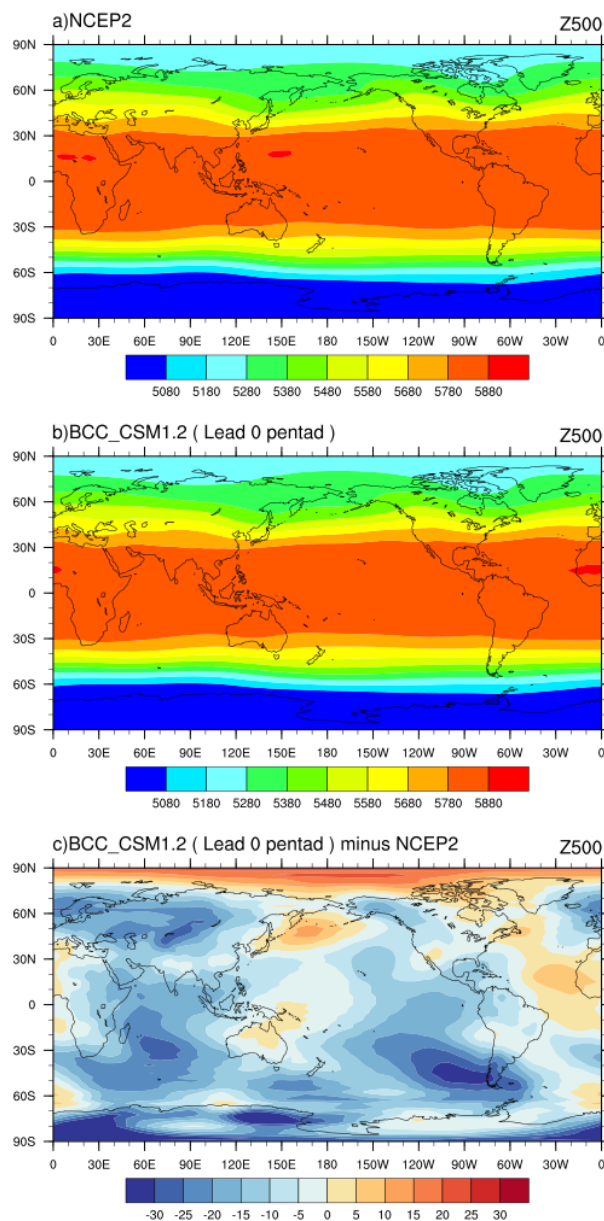 a)NCEP2 Z500
90N
60N
30N
0
30S
60S
90S
0 30E 60E 90E 120E 150E 180 150W 120W 90W 60W 30W 0
5080 5180 5280 5380 5480 5580 5680 5780 5880
b)BCC_CSM1.2 ( Lead 0 pentad ) Z500
90N
60N
30N
0
30S
60S
90S
0 30E 60E 90E 120E 150E 180 150W 120W 90W 60W 30W 0
5080 5180 5280 5380 5480 5580 5680 5780 5880
c)BCC_CSM1.2 ( Lead 0 pentad ) minus NCEP2 Z500
90N
60N
30N
0
30S
60S
90S
0 30E 60E 90E 120E 150E 180 150W 120W 90W 60W 30W 0
-30 -25 -20 -15 -10 -5 0 5 10 15 20 25 30